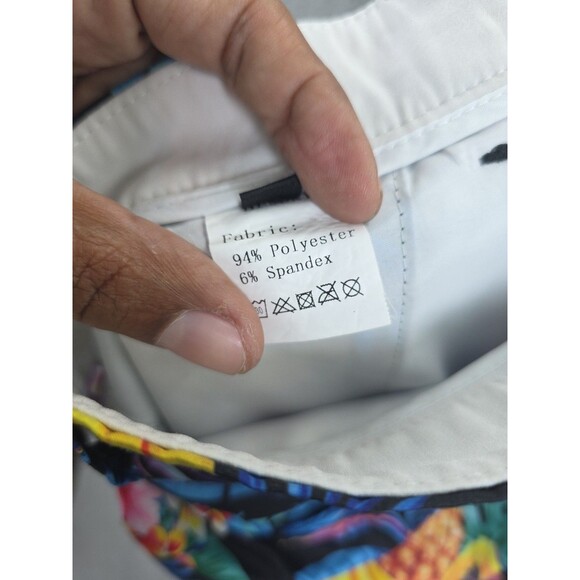 Fabric:
94% Polyester
6% Spandex